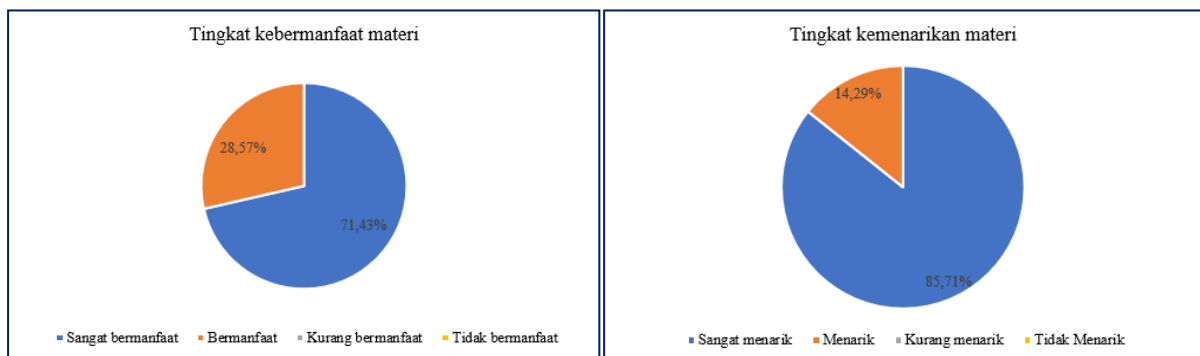 Tingkat kebermanfaat materi
28,57%
71,43%
Sangat bermanfaat Bermanfaat Kurang bermanfaat Tidak bermanfaat
Tingkat kemenarikan materi
14,29%
85,71%
Sangat menarik Menarik Kurang menarik Tidak Menarik